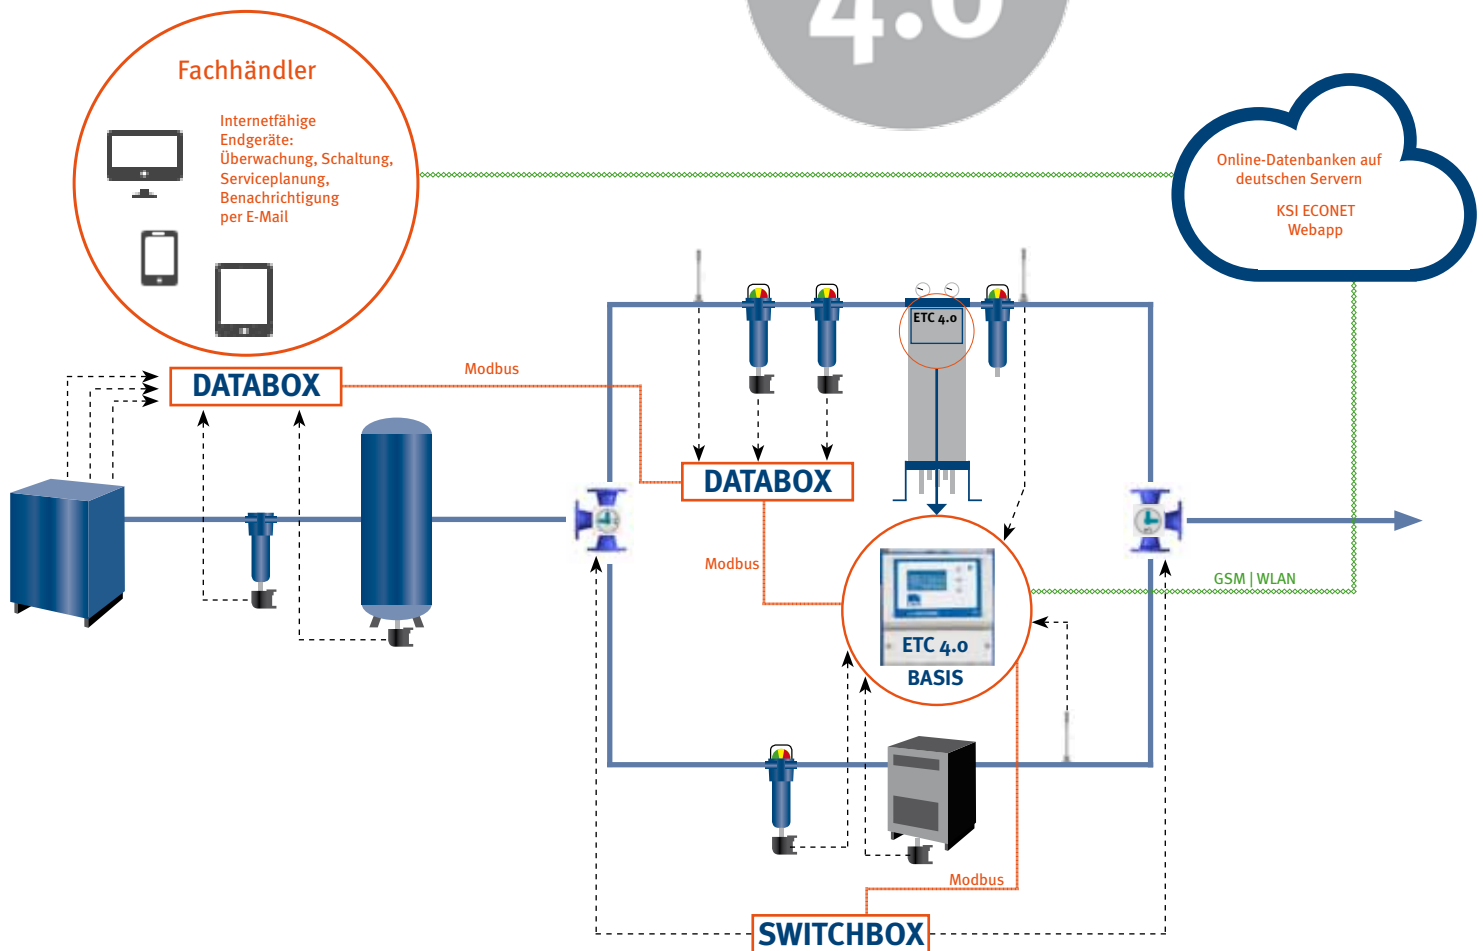 4.0
Fachhändler
Internetfähige
Endgeräte:
Überwachung, Schaltung,
Serviceplanung,
Benachrichtigung
per E-Mail
Online-Datenbanken auf
deutschen Servern
KSI ECONET
Webapp
ETC 4.0
DATABOX
Modbus
DATABOX
Modbus
GSM | WLAN
ETC 4.0
BASIS
Modbus
SWITCHBOX